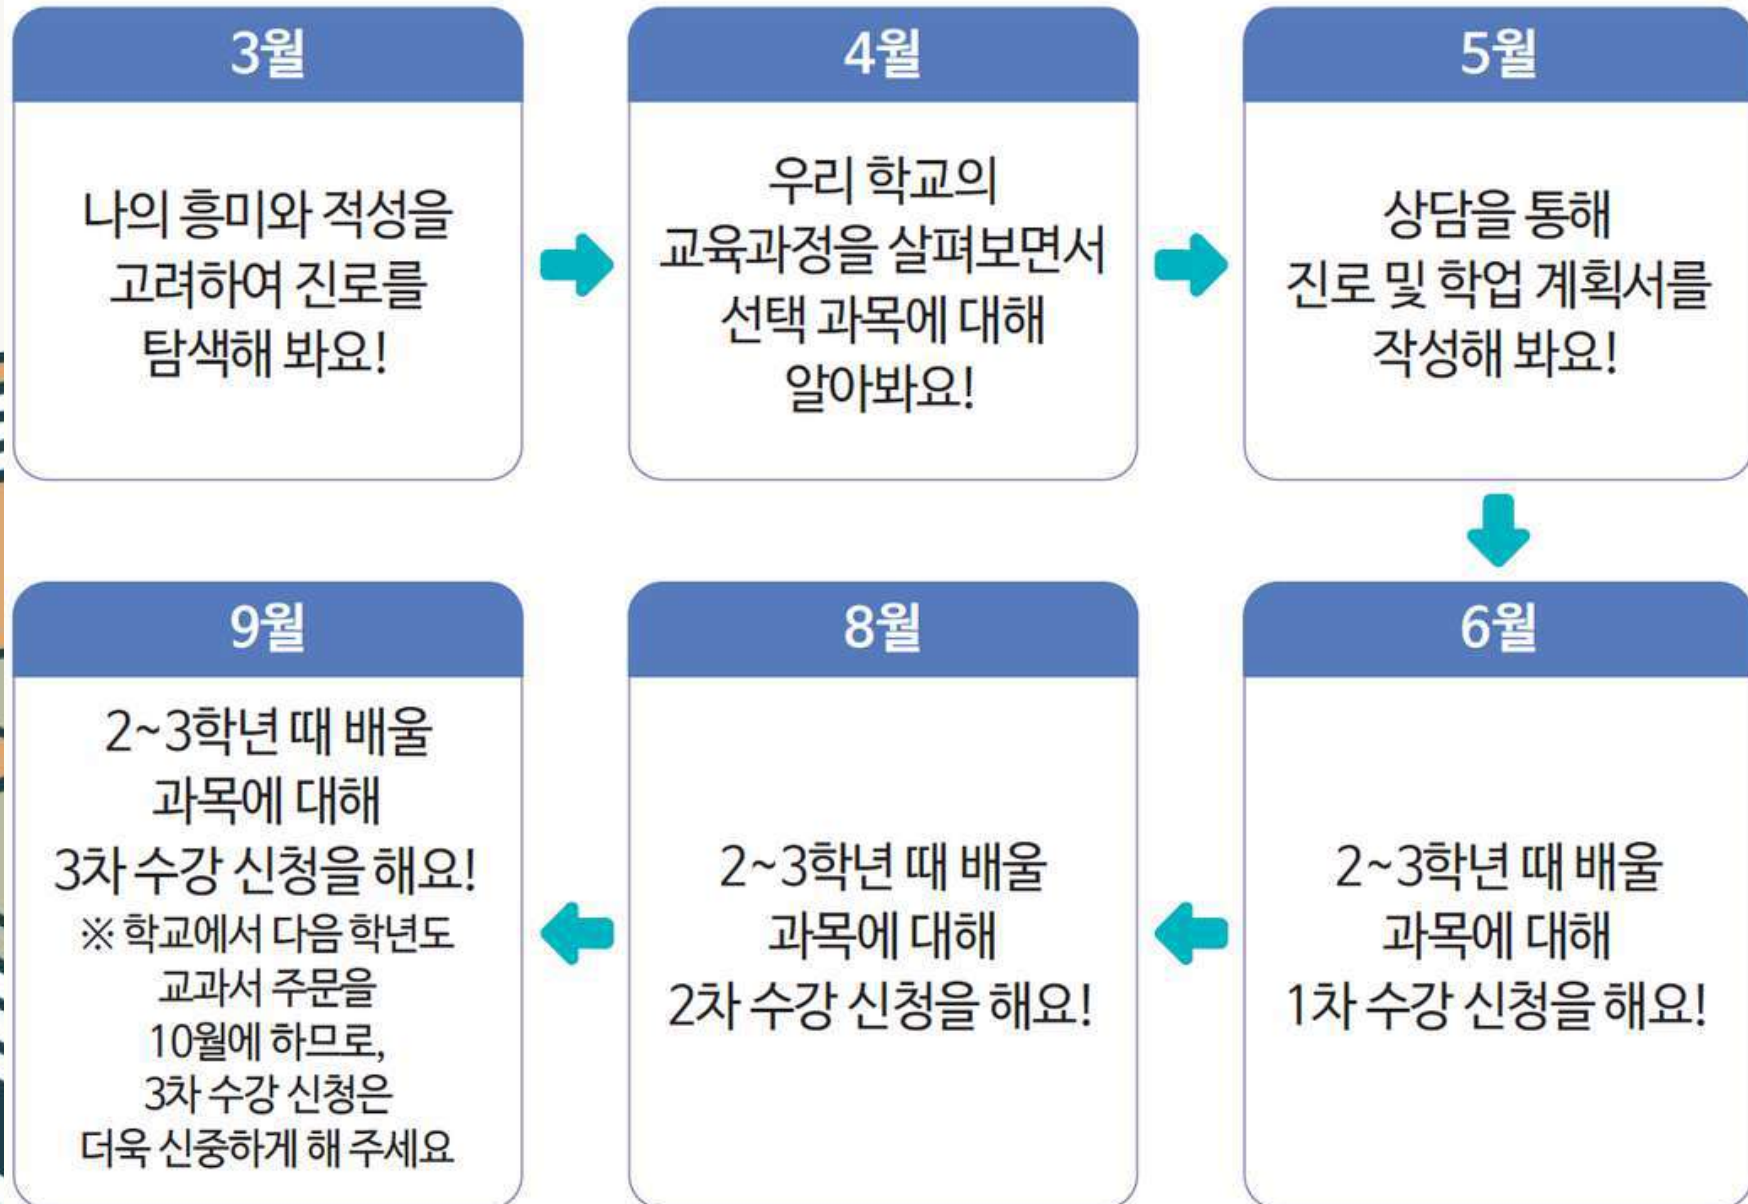 3월
나의 흥미와 적성을
고려하여 진로를
탐색해 봐요!
4월
우리 학교의
교육과정을 살펴보면서
선택 과목에 대해
알아봐요!
5월
상담을 통해
진로 및 학업 계획서를
작성해 봐요!
6월
2~3학년 때 배울
과목에 대해
1차 수강 신청을 해요!
8월
2~3학년 때 배울
과목에 대해
2차 수강 신청을 해요!
9월
2~3학년 때 배울
과목에 대해
3차 수강 신청을 해요!
※ 학교에서 다음 학년도
교과서 주문을
10월에 하므로,
3차 수강 신청은
더욱 신중하게 해 주세요